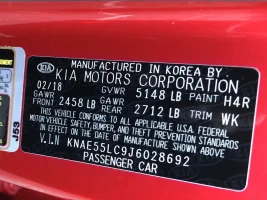 MANUFACTURED IN KOREA BY:
KIA KIA MOTORS CORPORATION
02/18 GVWR 5148 LB PAINT H4R
GAWR FRONT 2458 LB GAWR REAR 2712 LB TRIM WK
THIS VEHICLE CONFORMS TO ALL APPLICABLE U.S. FEDERAL
MOTOR VEHICLE SAFETY, BUMPER, AND THEFT PREVENTION STANDARDS
IN EFFECT ON THE DATE OF MANUFACTURE SHOWN ABOVE.
V.I.N KNAE55LC9J6028692
PASSENGER CAR
J53